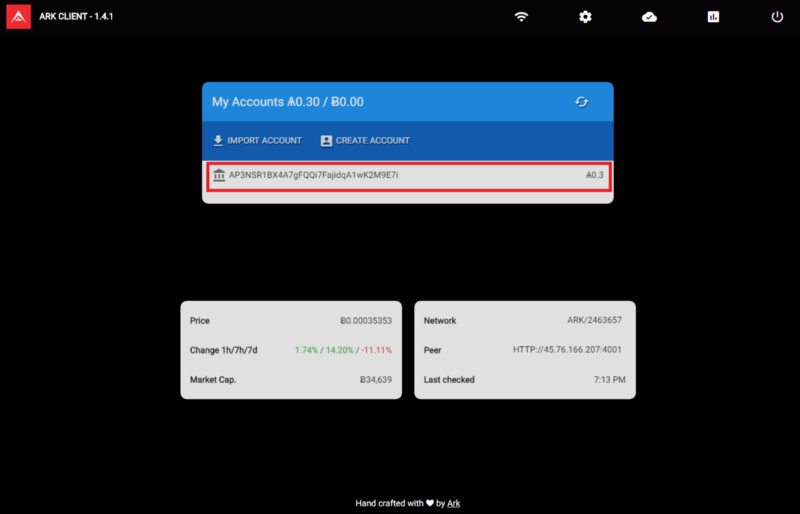 ARK CLIENT - 1.4.1
My Accounts Ѧ0.30 / Ƀ0.00
IMPORT ACCOUNT CREATE ACCOUNT
AP3NSR1BX4A7gFQQi7FajidqA1wK2M9E7i Ѧ0.3
Price Ƀ0.00035353
Change 1h/7h/7d 1.74% / 14.20% / -11.11%
Market Cap. Ƀ34,639
Network ARK/2463657
Peer HTTP://45.76.166.207:4001
Last checked 7:13 PM
Hand crafted with ❤ by Ark